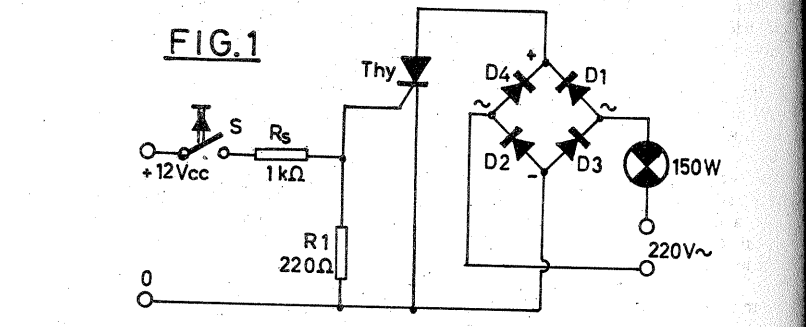 FIG.1
Thy
+
D4
D1
~
~
S
Rs
+12Vcc
1kΩ
D2
-
D3
150W
R1
220Ω
220V~
0